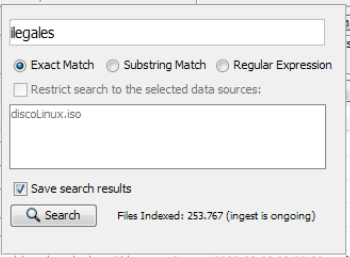 ilegales
Exact Match Substring Match Regular Expression
Restrict search to the selected data sources:
discoLinux.iso
Save search results
Search Files Indexed: 253.767 (ingest is ongoing)